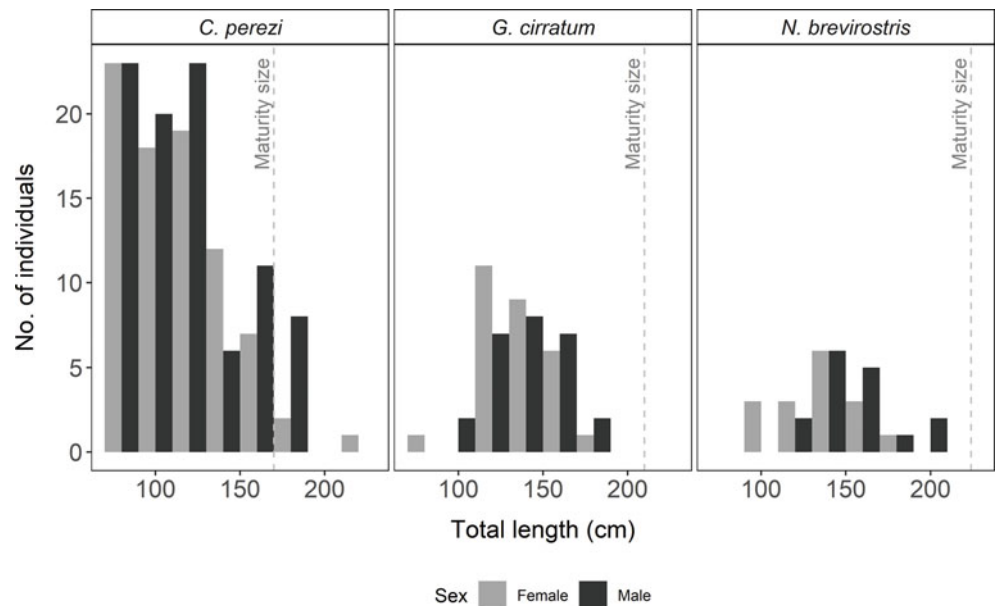 C. perezi
G. cirratum
N. brevirostris
No. of individuals
20
15
10
5
0
Maturity size
Maturity size
Maturity size
100 150 200
100 150 200
100 150 200
Total length (cm)
Sex Female Male